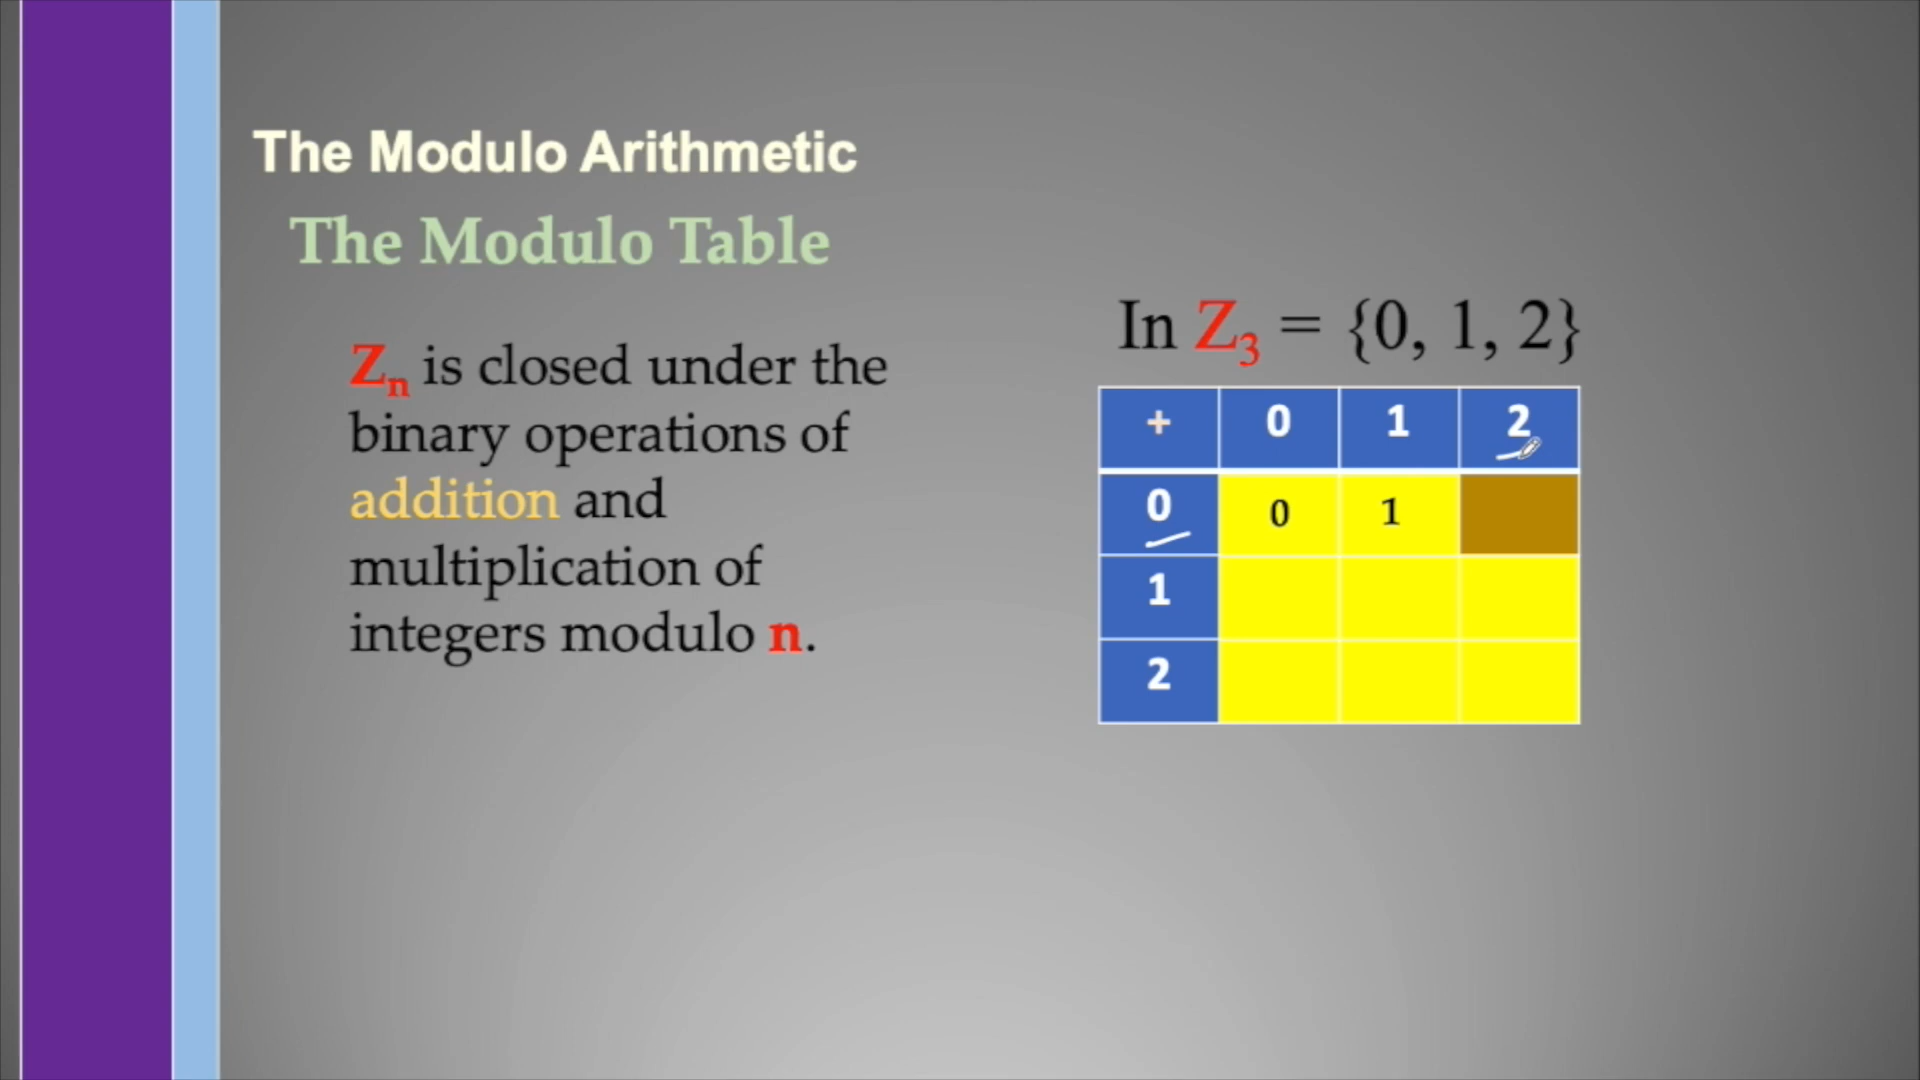 The Modulo Arithmetic
The Modulo Table
Zn is closed under the
binary operations of
addition and
multiplication of
integers modulo n.
In Z3 = {0, 1, 2}
+ 0 1 2
0 0 1
1
2